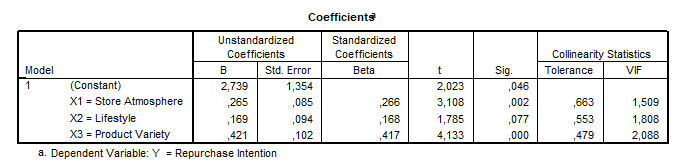 Coefficientsa
Unstandardized Coefficients Standardized Coefficients Collinearity Statistics
Model B Std. Error Beta t Sig. Tolerance VIF
1 (Constant) 2,739 1,354 2,023 ,046
X1 = Store Atmosphere ,265 ,085 ,266 3,108 ,002 ,663 1,509
X2 = Lifestyle ,169 ,094 ,168 1,785 ,077 ,553 1,808
X3 = Product Variety ,421 ,102 ,417 4,133 ,000 ,479 2,088
a. Dependent Variable: Y = Repurchase Intention